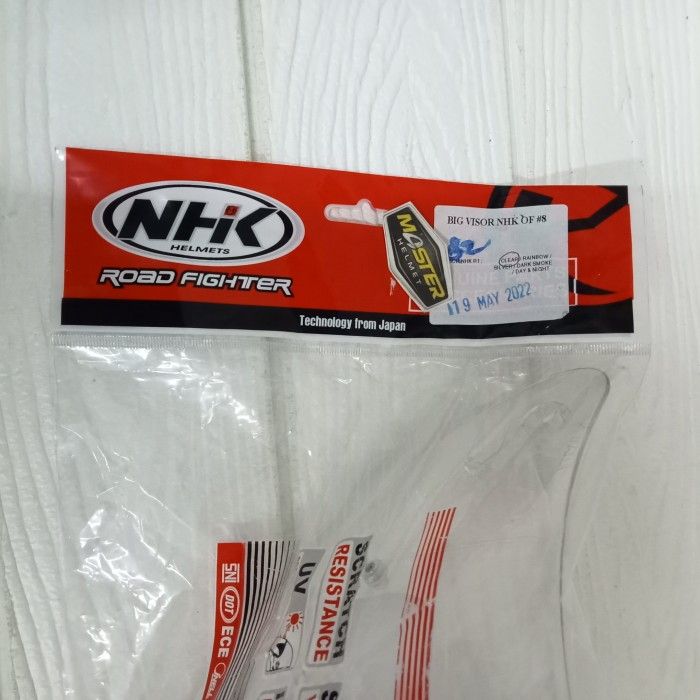 NHK
HELMETS
ROAD FIGHTER
Technology from Japan
MASTER
HELMET
BIG VISOR NHK OF #8
CLEAR / RAINBOW /
SILVER / DARK SMOKE
/ DAY & NIGHT
19 MAY 2022
SNI
DOT
ECE
UV
SCRATCH
RESISTANCE